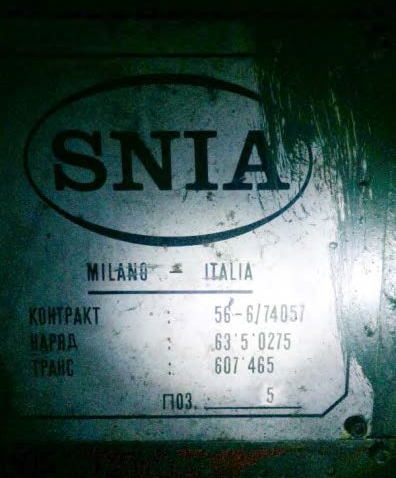 SNIA
MILANO - ITALIA
КОНТРАКТ : 56-6/74057
НАРЯД : 63'5'0275
ТРАНС : 607'465
ПОЗ. 5